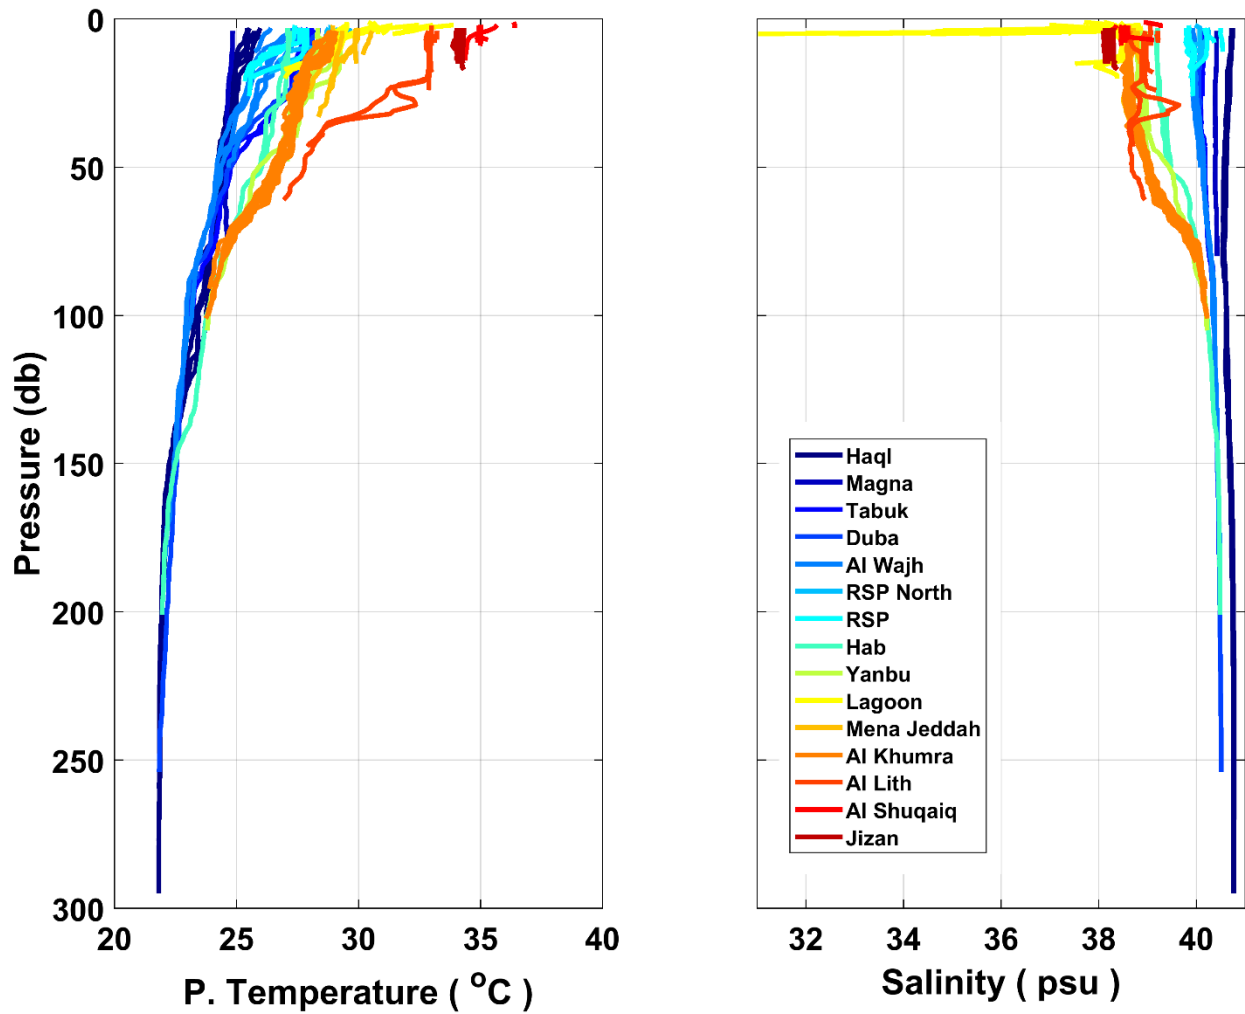 0
50
100
150
200
250
300
Pressure (db)
20
25
30
35
40
P. Temperature ( °C )
Haql
Magna
Tabuk
Duba
Al Wajh
RSP North
RSP
Hab
Yanbu
Lagoon
Mena Jeddah
Al Khumra
Al Lith
Al Shuqaiq
Jizan
32
34
36
38
40
Salinity ( psu )